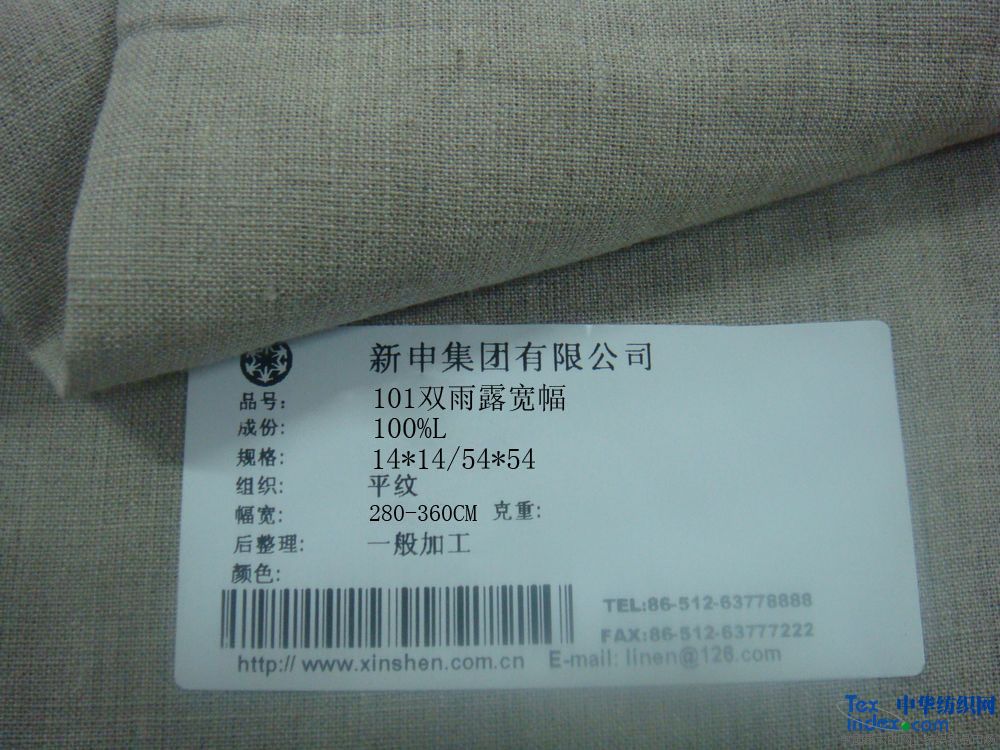 新申集团有限公司
品号: 101双雨露宽幅
成份: 100%L
规格: 14*14/54*54
组织: 平纹
幅宽: 280-360CM 克重:
后整理: 一般加工
颜色:
TEL:86-512-63778888
FAX:86-512-63777222
http:// www.xinshen.com.cn E-mail: linen@126.com
Tex 中华纺织网
index.com